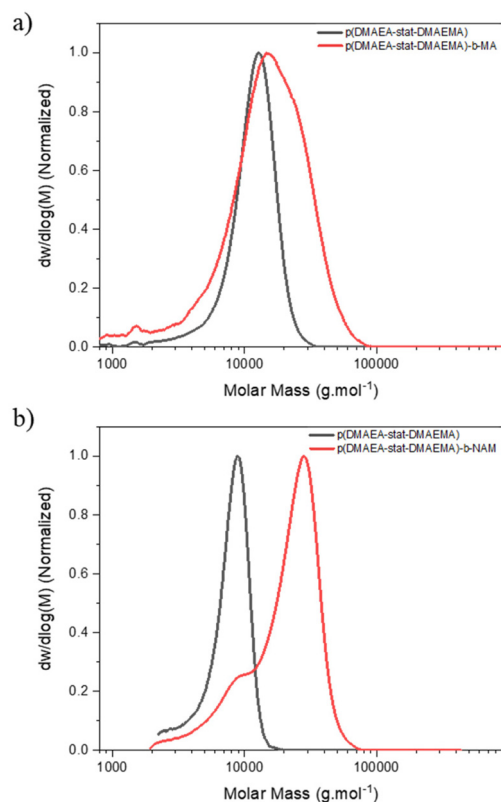 a)
p(DMAEA-stat-DMAEMA)
p(DMAEA-stat-DMAEMA)-b-MA
dw/dlog(M) (Normalized)
1.0
0.8
0.6
0.4
0.2
0.0
1000
10000
100000
Molar Mass (g.mol⁻¹)
b)
p(DMAEA-stat-DMAEMA)
p(DMAEA-stat-DMAEMA)-b-NAM
dw/dlog(M) (Normalized)
1.0
0.8
0.6
0.4
0.2
0.0
1000
10000
100000
Molar Mass (g.mol⁻¹)